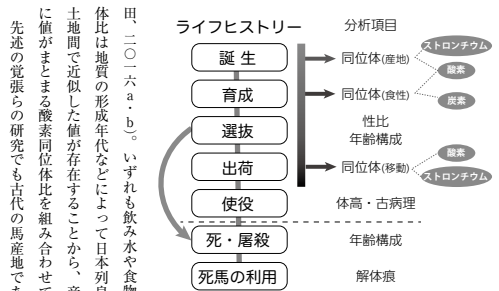 田、二〇一六a・b）。いずれも飲み水や食物
体比は地質の形成年代などによって日本列島
土地間で近似した値が存在することから、産
に値がまとまる酸素同位体比を組み合わせて
先述の覚張らの研究でも古代の馬産地であ
ライフヒストリー
分析項目
誕生
同位体(産地)
ストロンチウム
酸素
育成
同位体(食性)
炭素
選抜
性比
年齢構成
出荷
同位体(移動)
酸素
ストロンチウム
使役
体高・古病理
死・屠殺
年齢構成
死馬の利用
解体痕